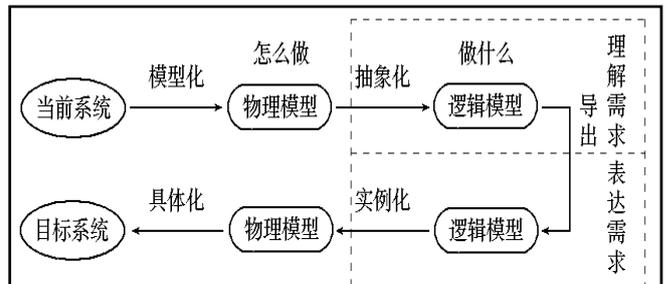 怎么做
做什么
模型化
抽象化
当前系统
物理模型
逻辑模型
导出
理解需求
具体化
实例化
目标系统
物理模型
逻辑模型
表达需求